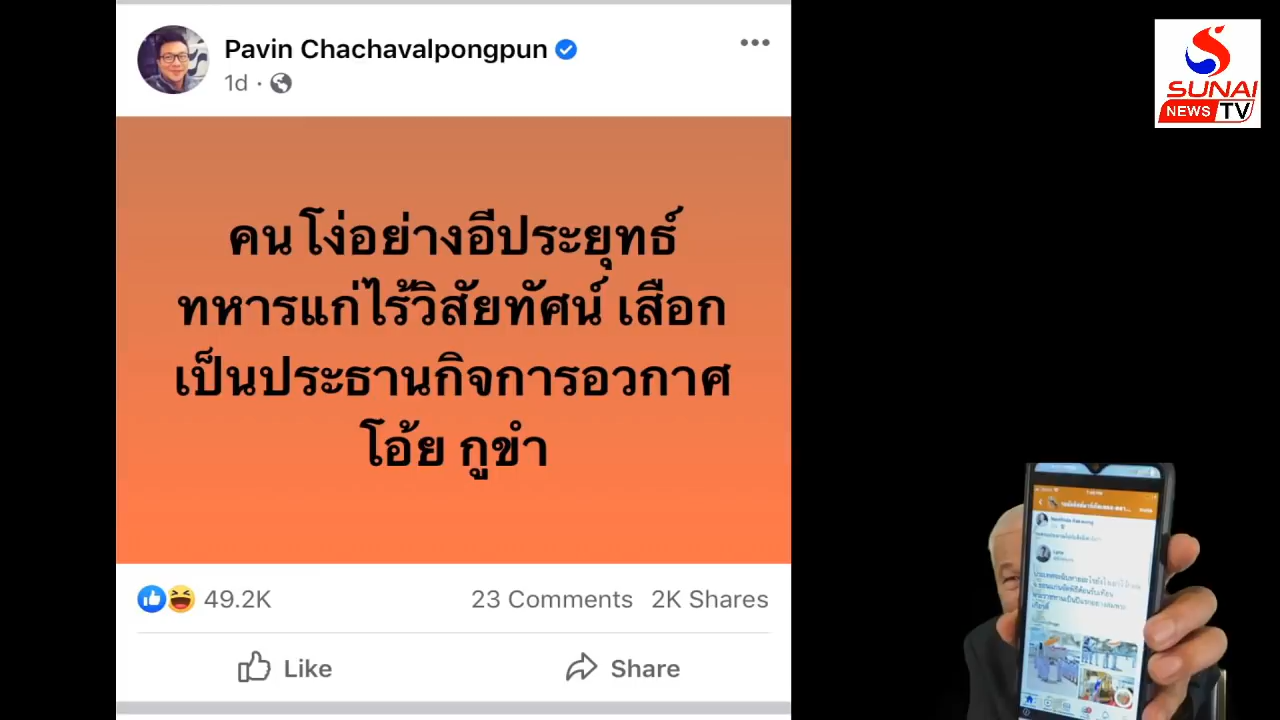 Pavin Chachavalpongpun
1d ·
SUNAI
NEWS TV
คนโง่อย่างอีประยุทธ์
ทหารแก่ไร้วิสัยทัศน์ เสือก
เป็นประธานกิจการอวกาศ
โอ้ย กูขำ
49.2K 23 Comments 2K Shares
Like Share